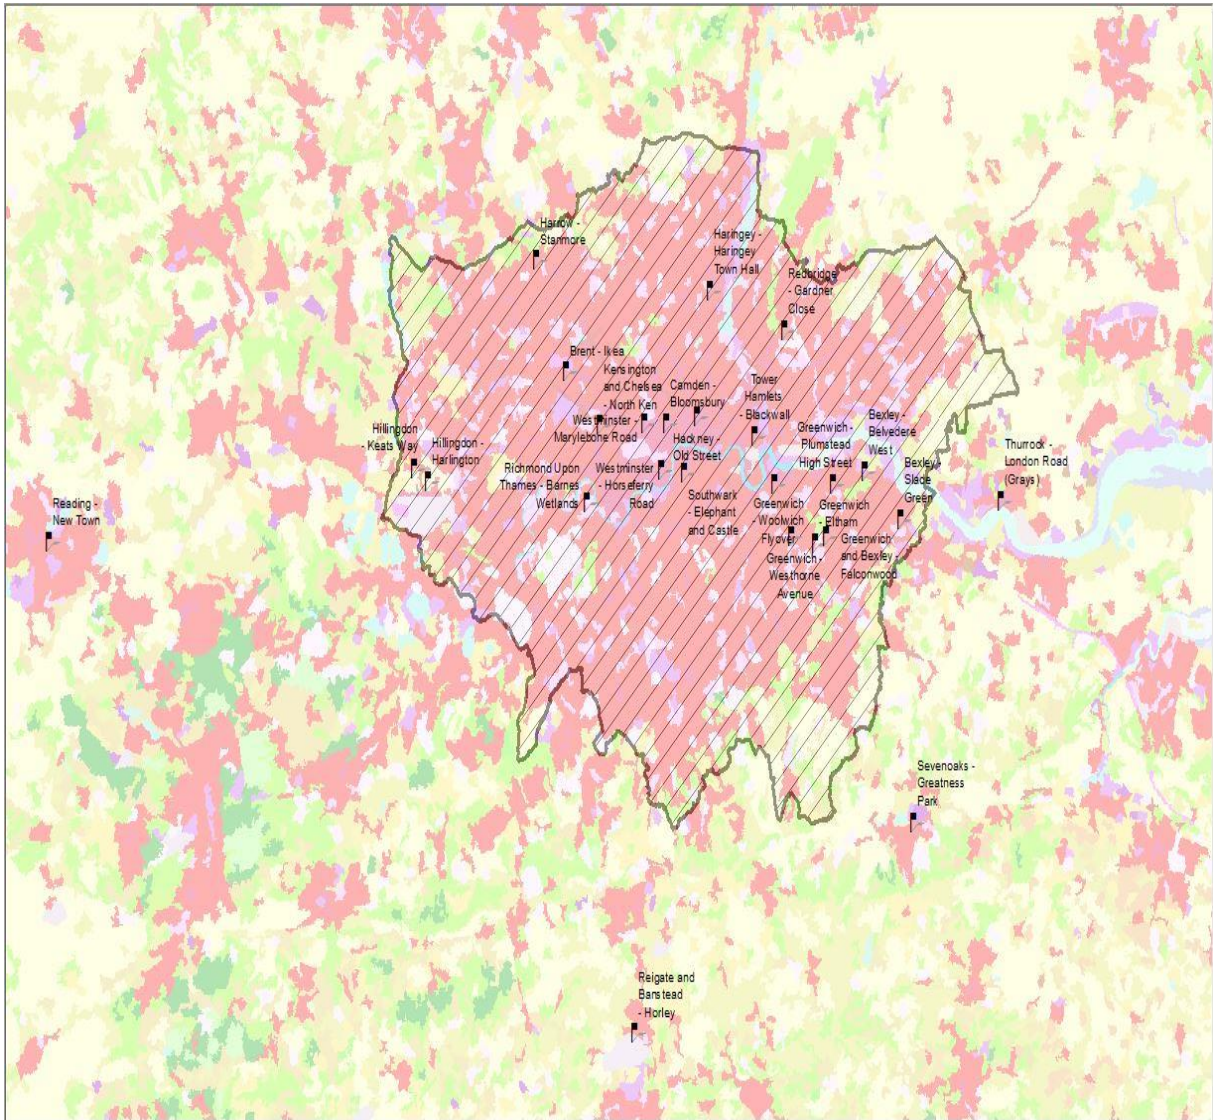 Harrow -
Stanmore
Haringey -
Haringey
Town Hall
Redbridge
- Gardner
Close
Brent - Ikea
Kensington
and Chelsea
- North Ken
Camden -
Bloomsbury
Tower
Hamlets
- Blackwall
Westminster -
Marylebone Road
Hillingdon
- Keats Way
Hillingdon -
Harlington
Hackney -
Old Street
Greenwich -
Plumstead
High Street
Bexley -
Belvedere
West
Bexley -
Slade
Green
Thurrock -
London Road
(Grays)
Reading -
New Town
Richmond Upon
Thames - Barnes
Wetlands
Westminster
- Horseferry
Road
Southwark
- Elephant
and Castle
Greenwich
- Woolwich
Flyover
Greenwich
- Eltham
Greenwich -
Westhorne
Avenue
Greenwich
and Bexley -
Falconwood
Sevenoaks -
Greatness
Park
Reigate and
Banstead
- Horley